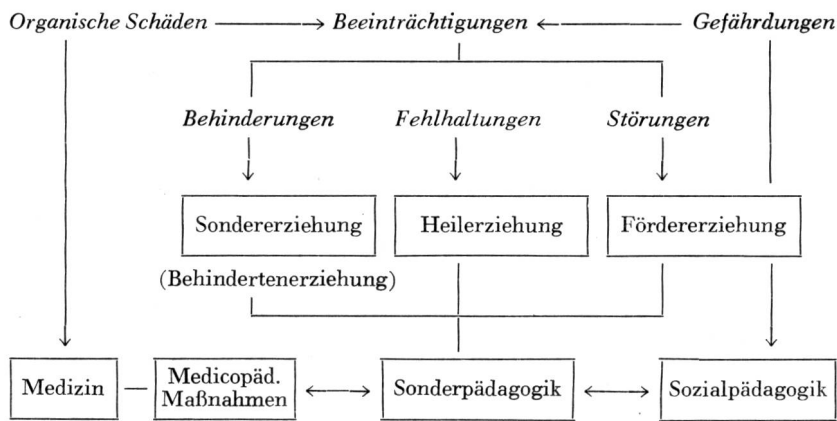 Organische Schäden Beeinträchtigungen Gefährdungen
Behinderungen Fehlhaltungen Störungen
Sondererziehung Heilerziehung Fördererziehung
(Behindertenerziehung)
Medizin Medicopäd. Maßnahmen Sonderpädagogik Sozialpädagogik